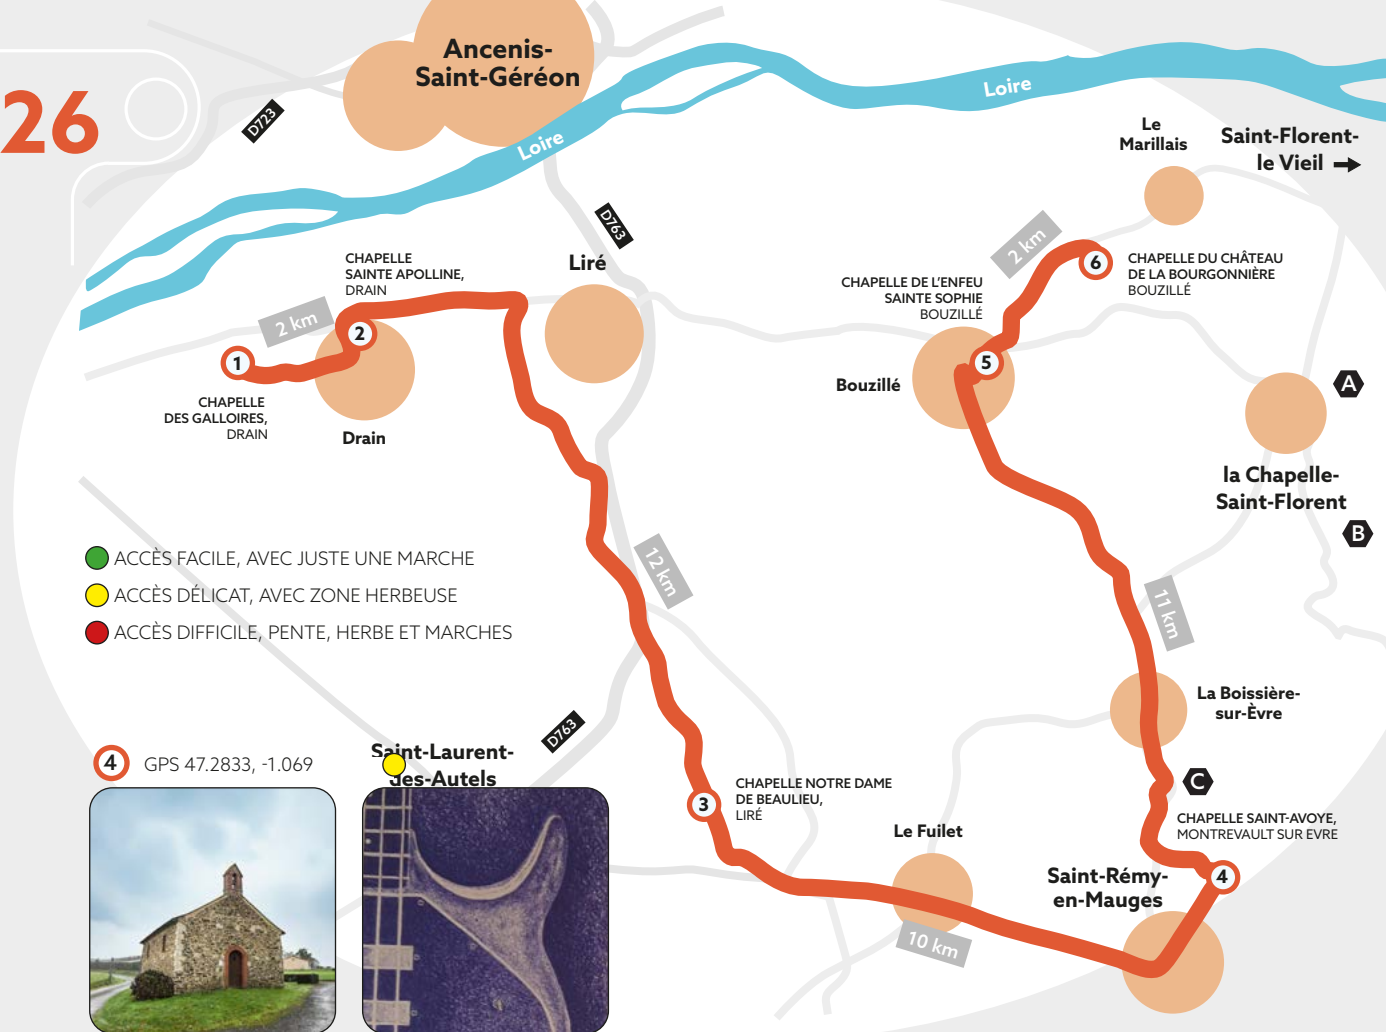 26
Ancenis-
Saint-Géréon
D723
Loire
Loire
Le
Marillais
Saint-Florent-
le Vieil
D763
2 km
6
CHAPELLE DU CHÂTEAU
DE LA BOURGONNIÈRE
BOUZILLÉ
CHAPELLE
SAINTE APOLLINE,
DRAIN
Liré
CHAPELLE DE L'ENFEU
SAINTE SOPHIE
BOUZILLÉ
2 km
2
1
5
Bouzillé
A
CHAPELLE
DES GALLOIRES,
DRAIN
Drain
la Chapelle-
Saint-Florent
B
ACCÈS FACILE, AVEC JUSTE UNE MARCHE
ACCÈS DÉLICAT, AVEC ZONE HERBEUSE
ACCÈS DIFFICILE, PENTE, HERBE ET MARCHES
12 km
11 km
La Boissière-
sur-Èvre
D763
4 GPS 47.2833, -1.069
Saint-Laurent-
des-Autels
C
3
CHAPELLE NOTRE DAME
DE BEAULIEU,
LIRÉ
CHAPELLE SAINT-AVOYE,
MONTREVAULT SUR EVRE
Le Fuilet
4
Saint-Rémy-
en-Mauges
10 km